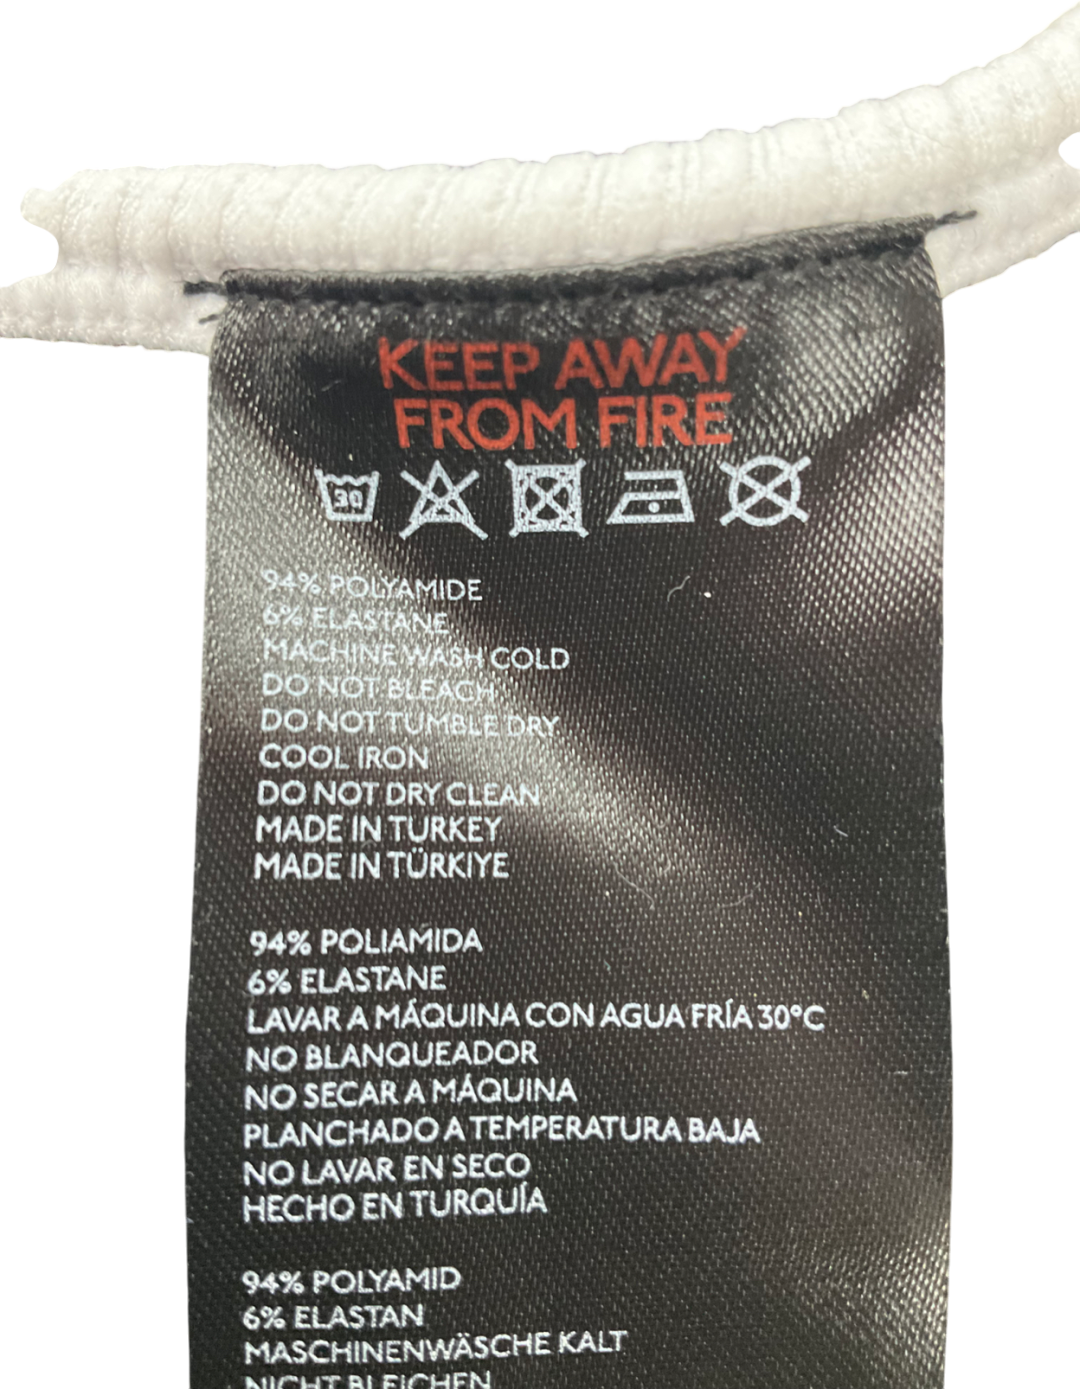 KEEP AWAY
FROM FIRE
30
94% POLYAMIDE
6% ELASTANE
MACHINE WASH COLD
DO NOT BLEACH
DO NOT TUMBLE DRY
COOL IRON
DO NOT DRY CLEAN
MADE IN TURKEY
MADE IN TÜRKIYE
94% POLIAMIDA
6% ELASTANE
LAVAR A MÁQUINA CON AGUA FRÍA 30°C
NO BLANQUEADOR
NO SECAR A MÁQUINA
PLANCHADO A TEMPERATURA BAJA
NO LAVAR EN SECO
HECHO EN TURQUÍA
94% POLYAMID
6% ELASTAN
MASCHINENWÄSCHE KALT
NICHT BLEICHEN